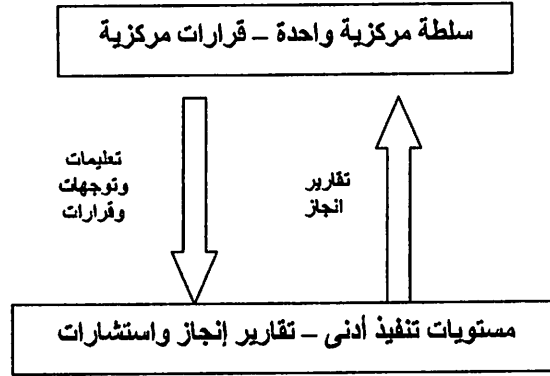 سلطة مركزية واحدة – قرارات مركزية
تعليمات
وتوجهات
وقرارات
تقارير
انجاز
مستويات تنفيذ أدنى – تقارير إنجاز واستشارات